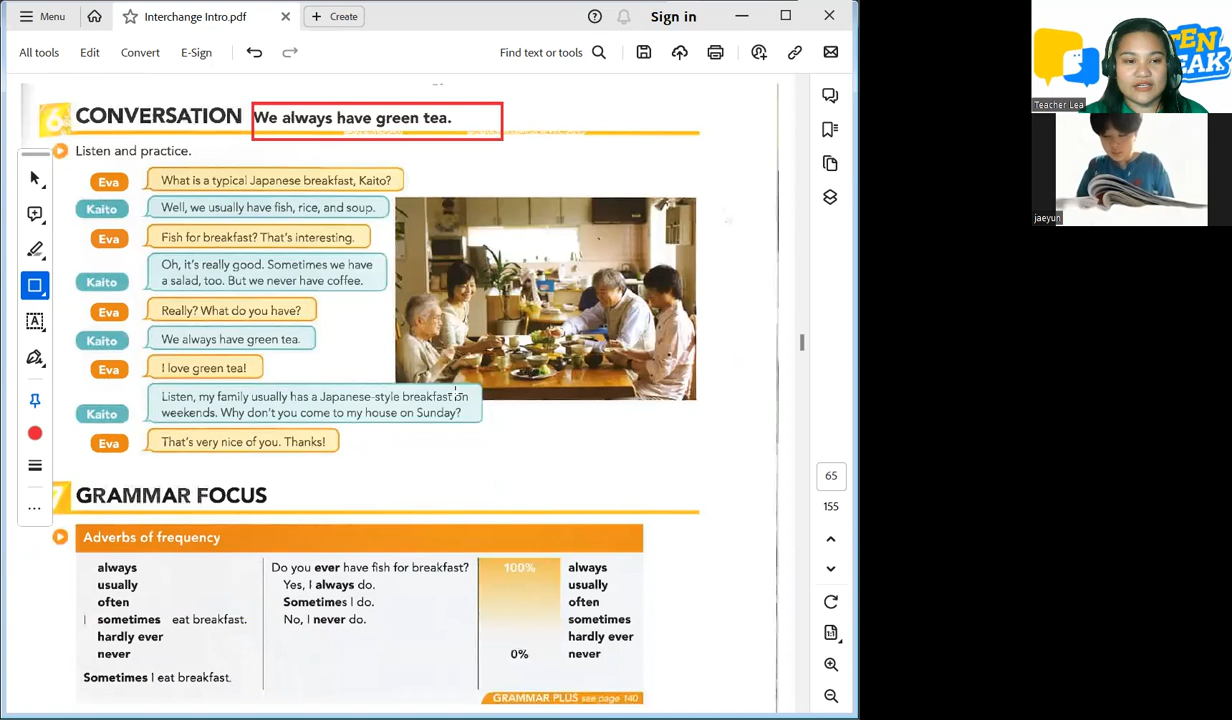 Menu
Interchange Intro.pdf
Create
Sign in
All tools
Edit
Convert
E-Sign
Find text or tools
6 CONVERSATION We always have green tea.
Listen and practice.
Eva What is a typical Japanese breakfast, Kaito?
Kaito Well, we usually have fish, rice, and soup.
Eva Fish for breakfast? That's interesting.
Kaito Oh, it's really good. Sometimes we have
a salad, too. But we never have coffee.
Eva Really? What do you have?
Kaito We always have green tea.
Eva I love green tea!
Kaito Listen, my family usually has a Japanese-style breakfast on
weekends. Why don't you come to my house on Sunday?
Eva That's very nice of you. Thanks!
7 GRAMMAR FOCUS
Adverbs of frequency
always
usually
often
I sometimes eat breakfast.
hardly ever
never
Sometimes I eat breakfast.
Do you ever have fish for breakfast?
Yes, I always do.
Sometimes I do.
No, I never do.
100% always
usually
often
sometimes
hardly ever
0% never
GRAMMAR PLUS see page 140
65
155
1:1
Teacher Lea
jaeyun